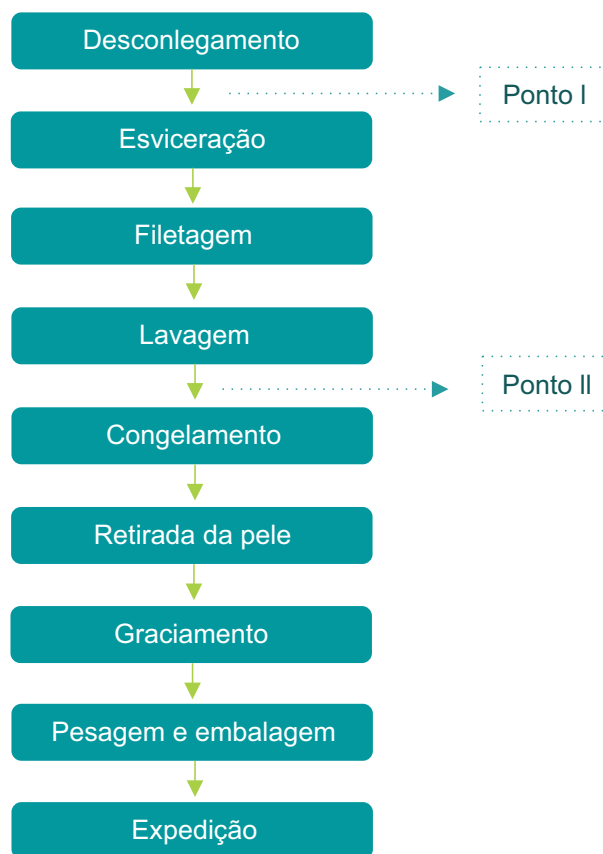 Desconlegamento
Ponto I
Esviceração
Filetagem
Lavagem
Ponto II
Congelamento
Retirada da pele
Graciamento
Pesagem e embalagem
Expedição